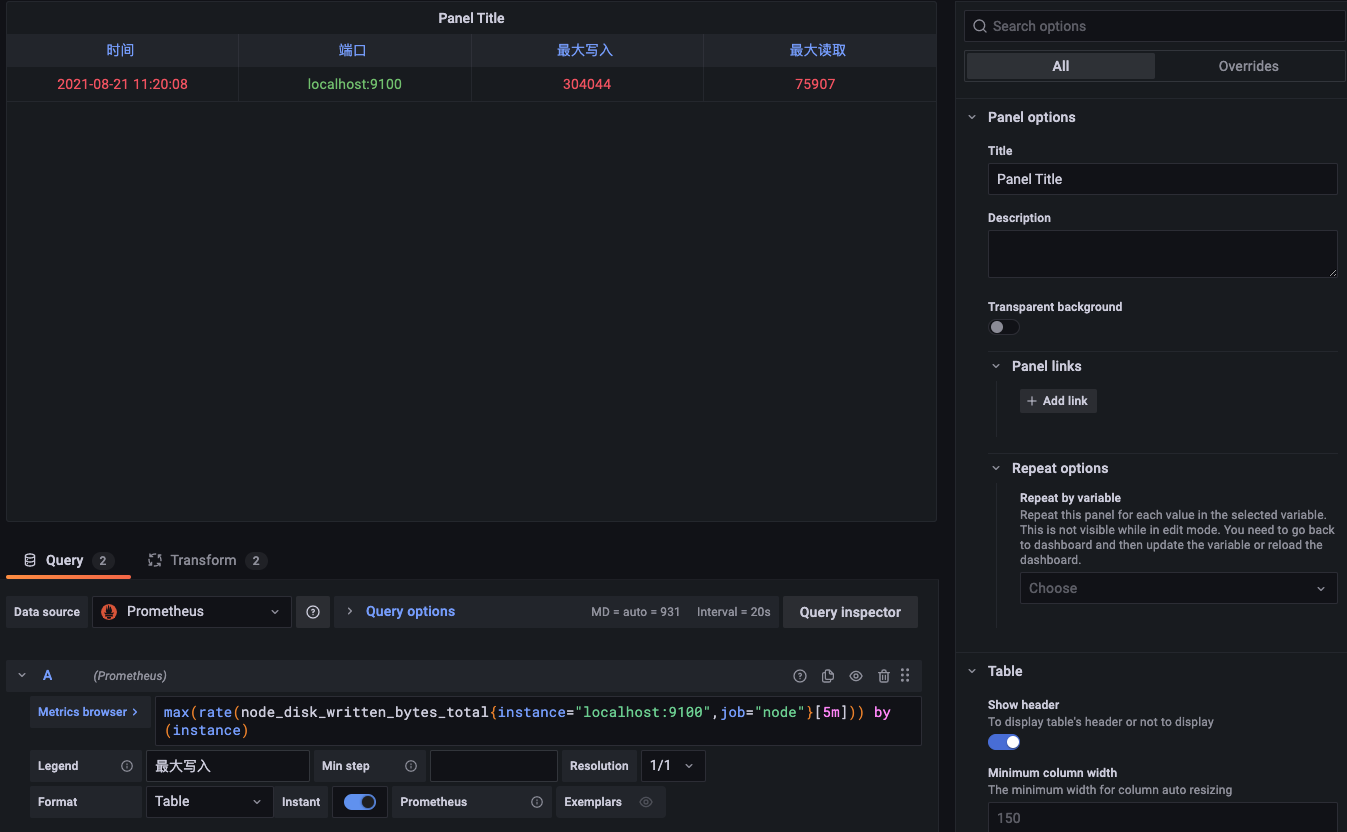 Panel Title
时间 端口 最大写入 最大读取
2021-08-21 11:20:08 localhost:9100 304044 75907
Query 2 Transform 2
Data source Prometheus Query options MD = auto = 931 Interval = 20s Query inspector
A (Prometheus)
Metrics browser > max(rate(node_disk_written_bytes_total{instance="localhost:9100",job="node"}[5m])) by
(instance)
Legend 最大写入 Min step Resolution 1/1
Format Table Instant Prometheus Exemplars
Search options
All Overrides
Panel options
Title
Panel Title
Description
Transparent background
Panel links
+ Add link
Repeat options
Repeat by variable
Repeat this panel for each value in the selected variable.
This is not visible while in edit mode. You need to go back
to dashboard and then update the variable or reload the
dashboard.
Choose
Table
Show header
To display table's header or not to display
Minimum column width
The minimum width for column auto resizing
150